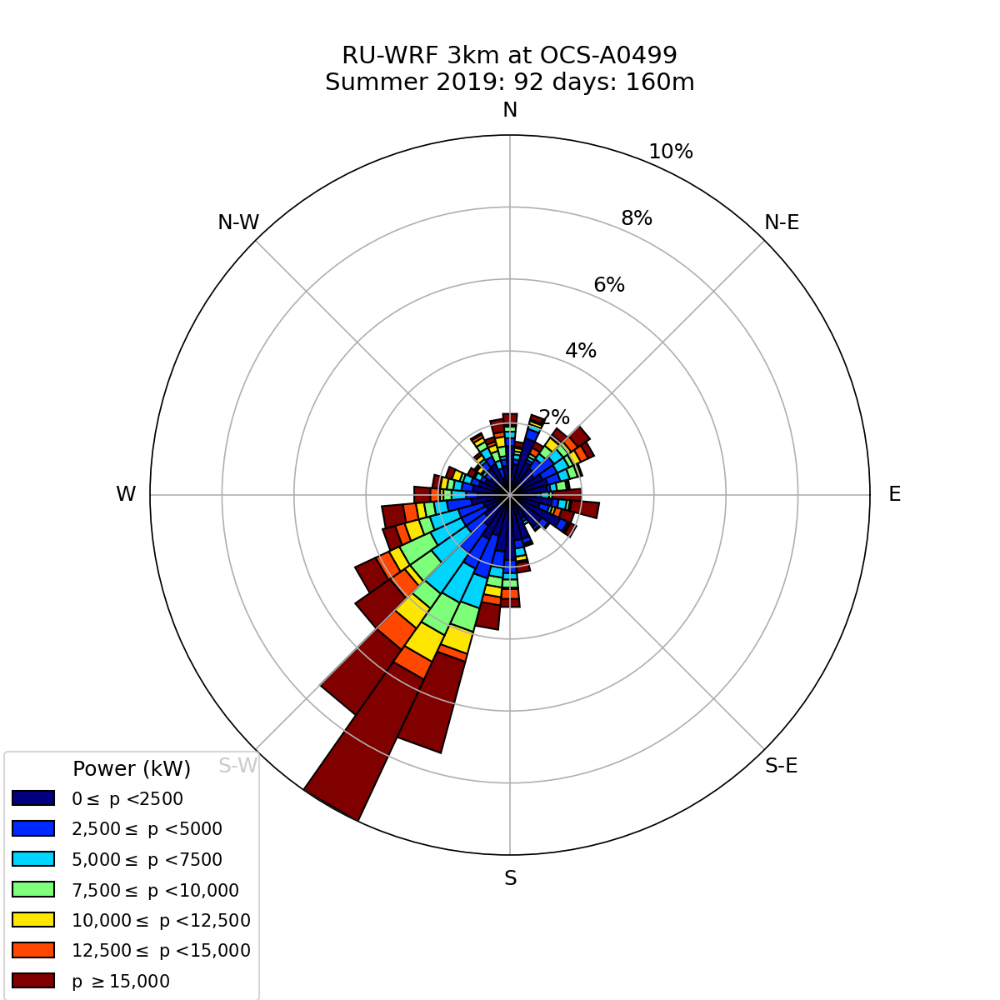 RU-WRF 3km at OCS-A0499
Summer 2019: 92 days: 160m
N
10%
N-W
8%
N-E
6%
4%
2%
W
E
S-W
S-E
S
Power (kW)
0≤ p <2500
2,500≤ p <5000
5,000≤ p <7500
7,500≤ p <10,000
10,000≤ p <12,500
12,500≤ p <15,000
p ≥15,000